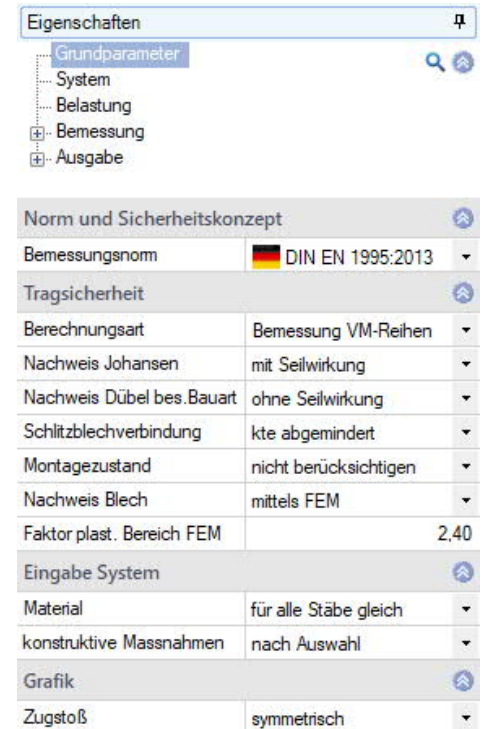 Eigenschaften
Grundparameter
System
Belastung
Bemessung
Ausgabe
Norm und Sicherheitskonzept
Bemessungsnorm DIN EN 1995:2013
Tragsicherheit
Berechnungsart Bemessung VM-Reihen
Nachweis Johansen mit Seilwirkung
Nachweis Dübel bes.Bauart ohne Seilwirkung
Schlitzblechverbindung kte abgemindert
Montagezustand nicht berücksichtigen
Nachweis Blech mittels FEM
Faktor plast. Bereich FEM 2,40
Eingabe System
Material für alle Stäbe gleich
konstruktive Massnahmen nach Auswahl
Grafik
Zugstoß symmetrisch